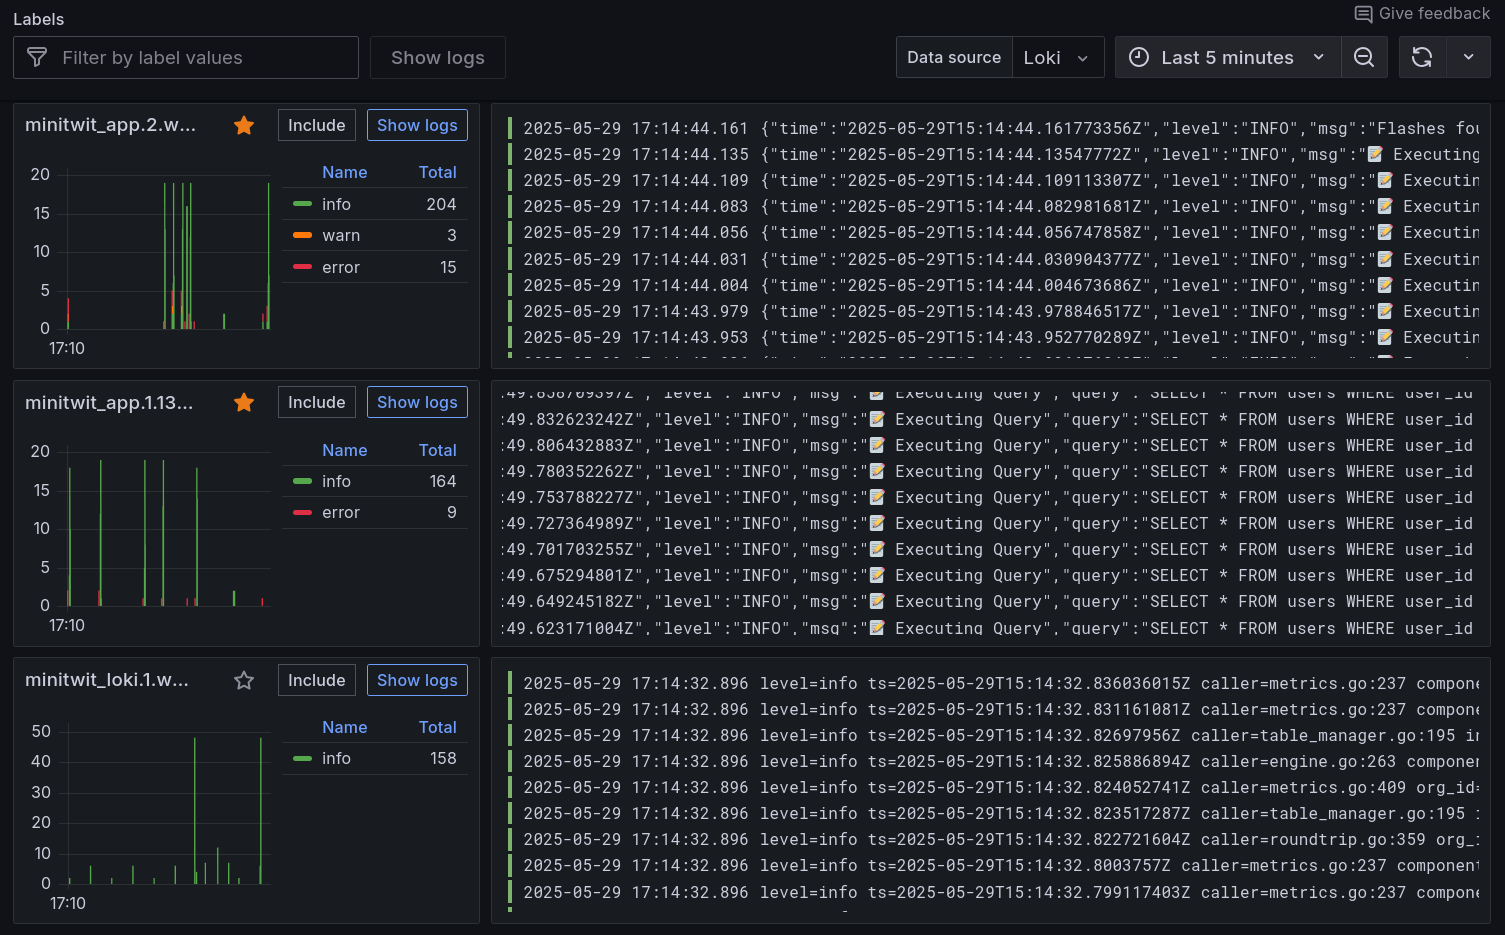 Labels
Give feedback
Filter by label values
Show logs
Data source
Loki
Last 5 minutes
minitwit_app.2.w...
Include
Show logs
20
15
10
5
0
17:10
Name Total
info 204
warn 3
error 15
2025-05-29 17:14:44.161 {"time":"2025-05-29T15:14:44.161773356Z","level":"INFO","msg":"Flashes fou
2025-05-29 17:14:44.135 {"time":"2025-05-29T15:14:44.13547772Z","level":"INFO","msg":"📝 Executing
2025-05-29 17:14:44.109 {"time":"2025-05-29T15:14:44.109113307Z","level":"INFO","msg":"📝 Executin
2025-05-29 17:14:44.083 {"time":"2025-05-29T15:14:44.082981681Z","level":"INFO","msg":"📝 Executin
2025-05-29 17:14:44.056 {"time":"2025-05-29T15:14:44.056747858Z","level":"INFO","msg":"📝 Executin
2025-05-29 17:14:44.031 {"time":"2025-05-29T15:14:44.030904377Z","level":"INFO","msg":"📝 Executin
2025-05-29 17:14:44.004 {"time":"2025-05-29T15:14:44.004673686Z","level":"INFO","msg":"📝 Executin
2025-05-29 17:14:43.979 {"time":"2025-05-29T15:14:43.978846517Z","level":"INFO","msg":"📝 Executin
2025-05-29 17:14:43.953 {"time":"2025-05-29T15:14:43.952770289Z","level":"INFO","msg":"📝 Executin
minitwit_app.1.13...
Include
Show logs
20
15
10
5
0
17:10
Name Total
info 164
error 9
"level":"INFO","msg":"📝 Executing Query","query":"SELECT * FROM users WHERE user_id
:49.832623242Z","level":"INFO","msg":"📝 Executing Query","query":"SELECT * FROM users WHERE user_id
:49.806432883Z","level":"INFO","msg":"📝 Executing Query","query":"SELECT * FROM users WHERE user_id
:49.780352262Z","level":"INFO","msg":"📝 Executing Query","query":"SELECT * FROM users WHERE user_id
:49.753788227Z","level":"INFO","msg":"📝 Executing Query","query":"SELECT * FROM users WHERE user_id
:49.727364989Z","level":"INFO","msg":"📝 Executing Query","query":"SELECT * FROM users WHERE user_id
:49.701703255Z","level":"INFO","msg":"📝 Executing Query","query":"SELECT * FROM users WHERE user_id
:49.675294801Z","level":"INFO","msg":"📝 Executing Query","query":"SELECT * FROM users WHERE user_id
:49.649245182Z","level":"INFO","msg":"📝 Executing Query","query":"SELECT * FROM users WHERE user_id
:49.623171004Z","level":"INFO","msg":"📝 Executing Query","query":"SELECT * FROM users WHERE user_id
minitwit_loki.1.w...
Include
Show logs
50
40
30
20
10
0
17:10
Name Total
info 158
2025-05-29 17:14:32.896 level=info ts=2025-05-29T15:14:32.836036015Z caller=metrics.go:237 compone
2025-05-29 17:14:32.896 level=info ts=2025-05-29T15:14:32.831161081Z caller=metrics.go:237 compone
2025-05-29 17:14:32.896 level=info ts=2025-05-29T15:14:32.82697956Z caller=table_manager.go:195 in
2025-05-29 17:14:32.896 level=info ts=2025-05-29T15:14:32.825886894Z caller=engine.go:263 componen
2025-05-29 17:14:32.896 level=info ts=2025-05-29T15:14:32.824052741Z caller=metrics.go:409 org_id=
2025-05-29 17:14:32.896 level=info ts=2025-05-29T15:14:32.823517287Z caller=table_manager.go:195 i
2025-05-29 17:14:32.896 level=info ts=2025-05-29T15:14:32.822721604Z caller=roundtrip.go:359 org_i
2025-05-29 17:14:32.896 level=info ts=2025-05-29T15:14:32.8003757Z caller=metrics.go:237 component
2025-05-29 17:14:32.896 level=info ts=2025-05-29T15:14:32.799117403Z caller=metrics.go:237 compone